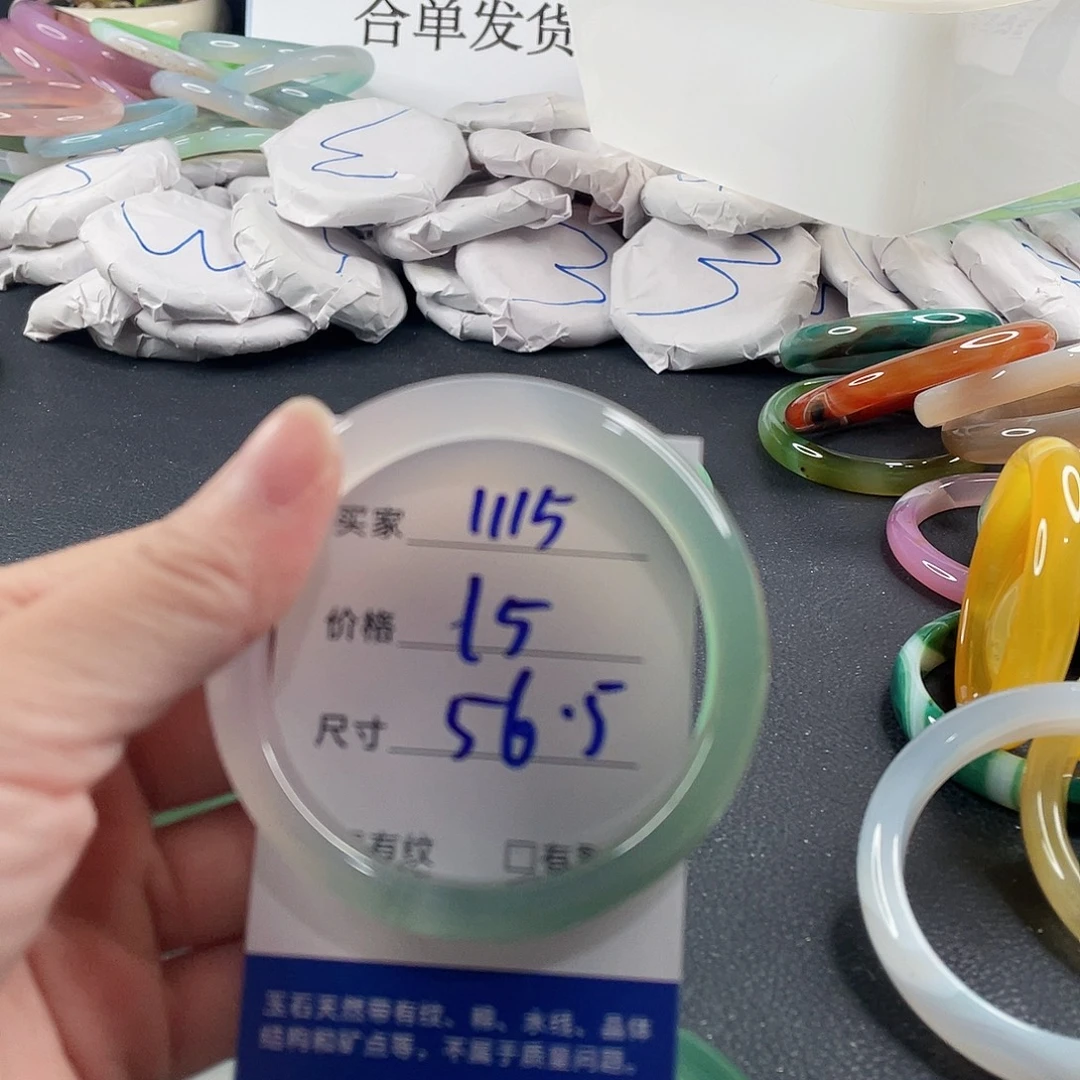 合单发货
买家 1115
价格 15
尺寸 56.5
有纹 □有
玉石天然带有纹、棉、水线、晶体
结构和矿点等，不属于质量问题。